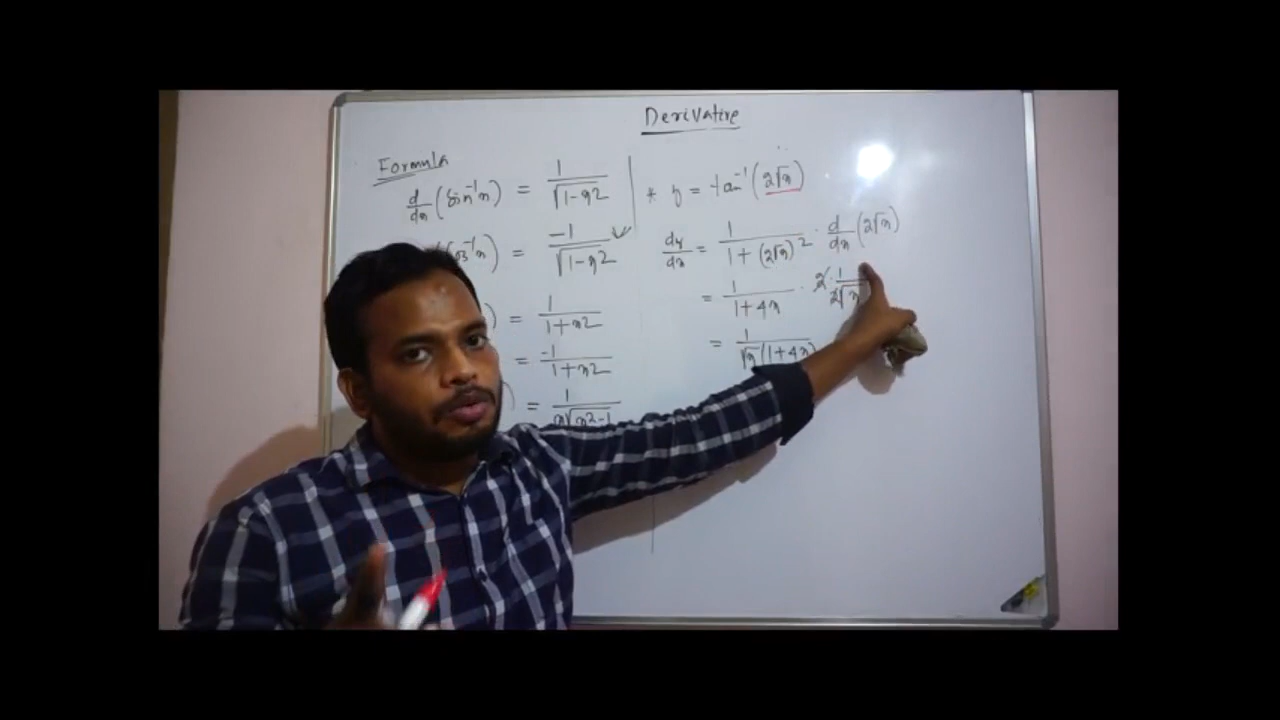 Derivative
Formula
d/dx (sin⁻¹x) = 1/√1-x²
(cos⁻¹x) = -1/√1-x²
) = 1/1+x²
= -1/1+x²
) = 1/x√x²-1
* y = tan⁻¹(2√x)
dy/dx = 1/1+(2√x)² · d/dx (2√x)
= 1/1+4x · 2·1/2√x
= 1/√x(1+4x)